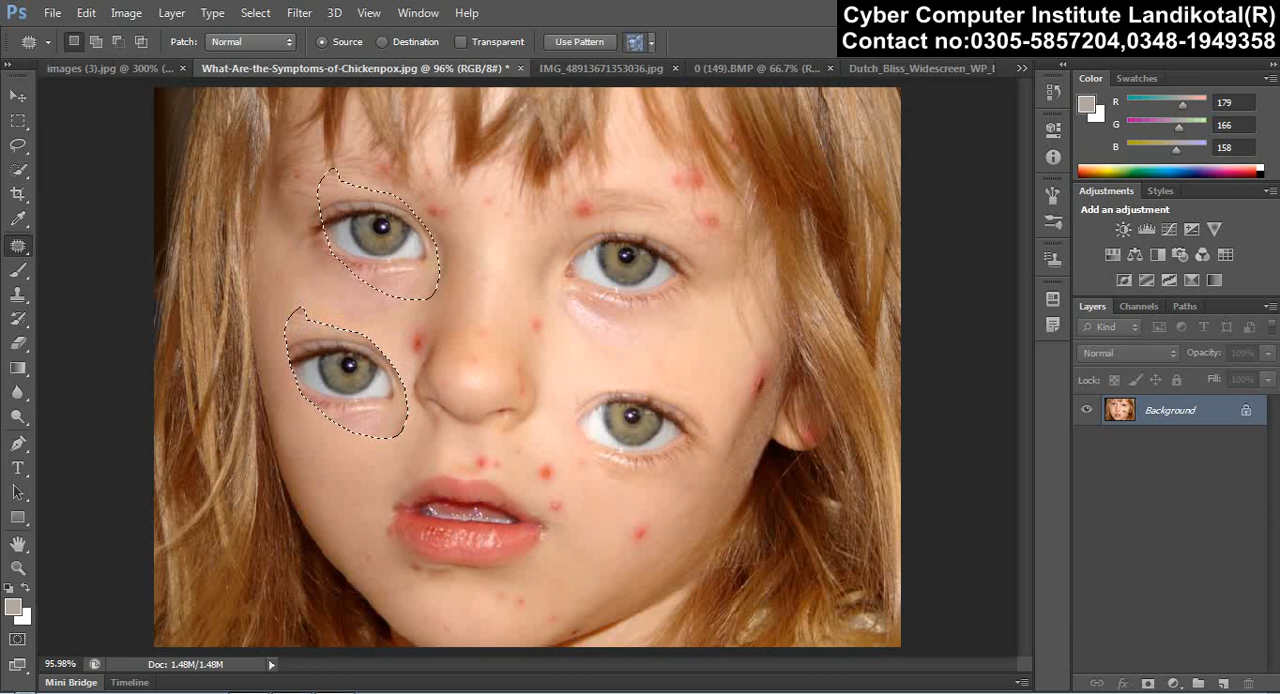 Cyber Computer Institute Landikotal(R)
Contact no:0305-5857204,0348-1949358
Ps File Edit Image Layer Type Select Filter 3D View Window Help
Patch: Normal Source Destination Transparent Use Pattern
images (3).jpg @ 300% (... × What-Are-the-Symptoms-of-Chickenpox.jpg @ 96% (RGB/8#) * × IMG_48913671353036.jpg × 0 (149).BMP @ 66.7% (R... × Dutch_Bliss_Widescreen_WP_
Color Swatches
R 179
G 166
B 158
Adjustments Styles
Add an adjustment
Layers Channels Paths
Kind
Normal Opacity: 100%
Lock: Fill: 100%
Background
T
95.98% Doc: 1.48M/1.48M
Mini Bridge Timeline
fx